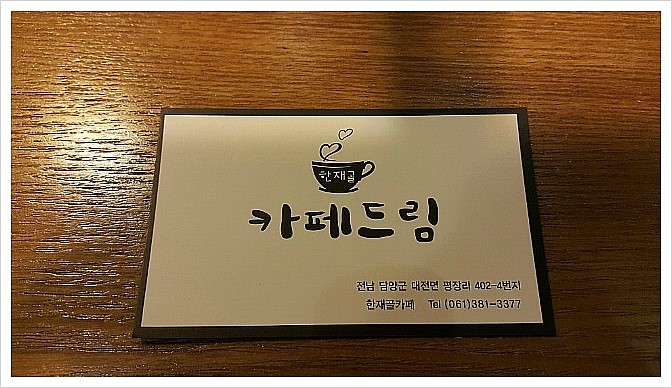 한재골
카페드림
전남 담양군 대전면 평장리 402-4번지
한재골카페 Tel (061)381-3377